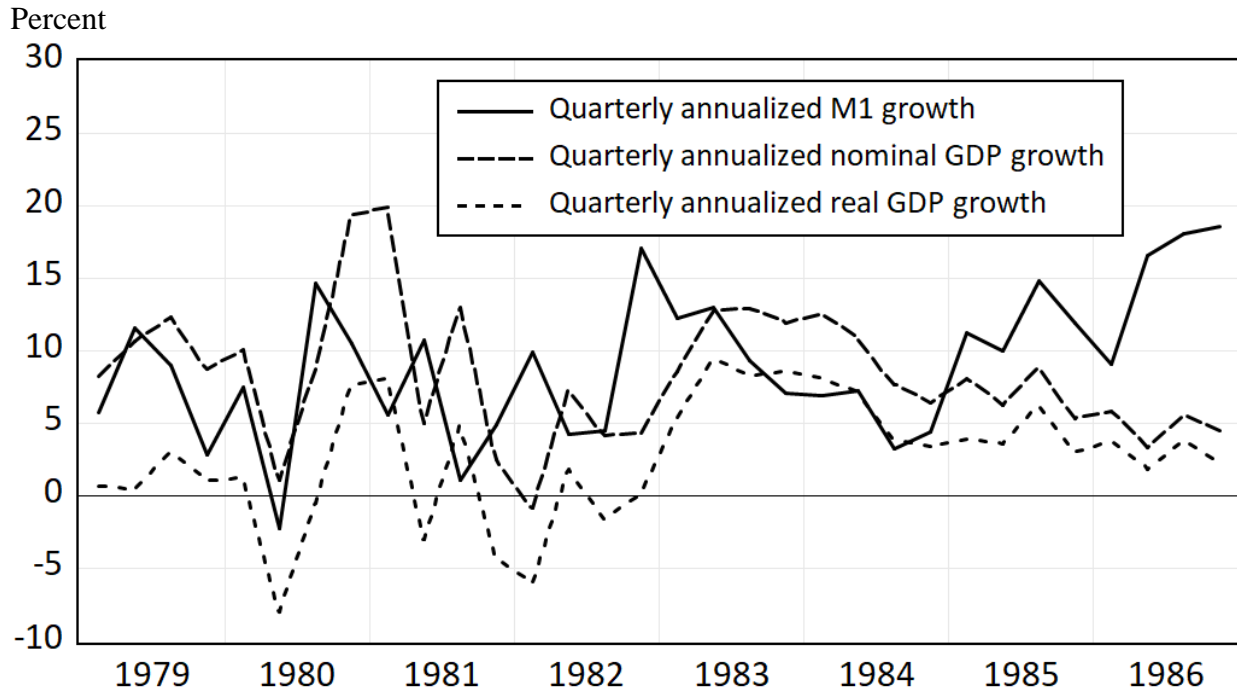 Percent
30
25
20
15
10
5
0
-5
-10
Quarterly annualized M1 growth
Quarterly annualized nominal GDP growth
Quarterly annualized real GDP growth
1979 1980 1981 1982 1983 1984 1985 1986